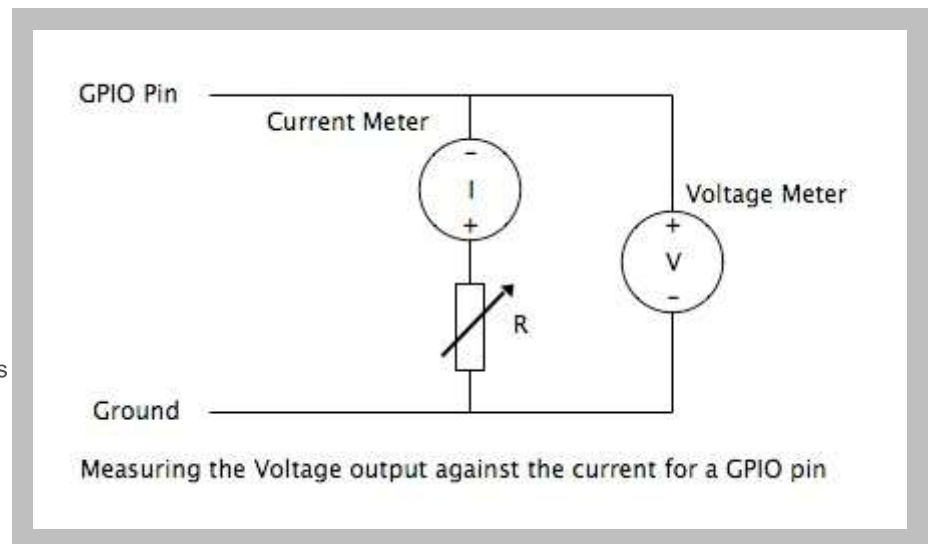 GPIO Pin
Current Meter
−
I
+
Voltage Meter
+
V
−
R
s
Ground
Measuring the Voltage output against the current for a GPIO pin